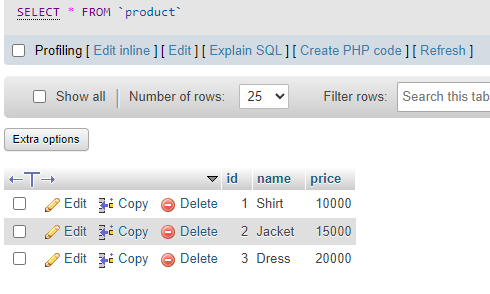 SELECT * FROM `product`
Profiling [ Edit inline ] [ Edit ] [ Explain SQL ] [ Create PHP code ] [ Refresh ]
Show all Number of rows: 25 Filter rows: Search this tab
Extra options
id name price
Edit Copy Delete 1 Shirt 10000
Edit Copy Delete 2 Jacket 15000
Edit Copy Delete 3 Dress 20000